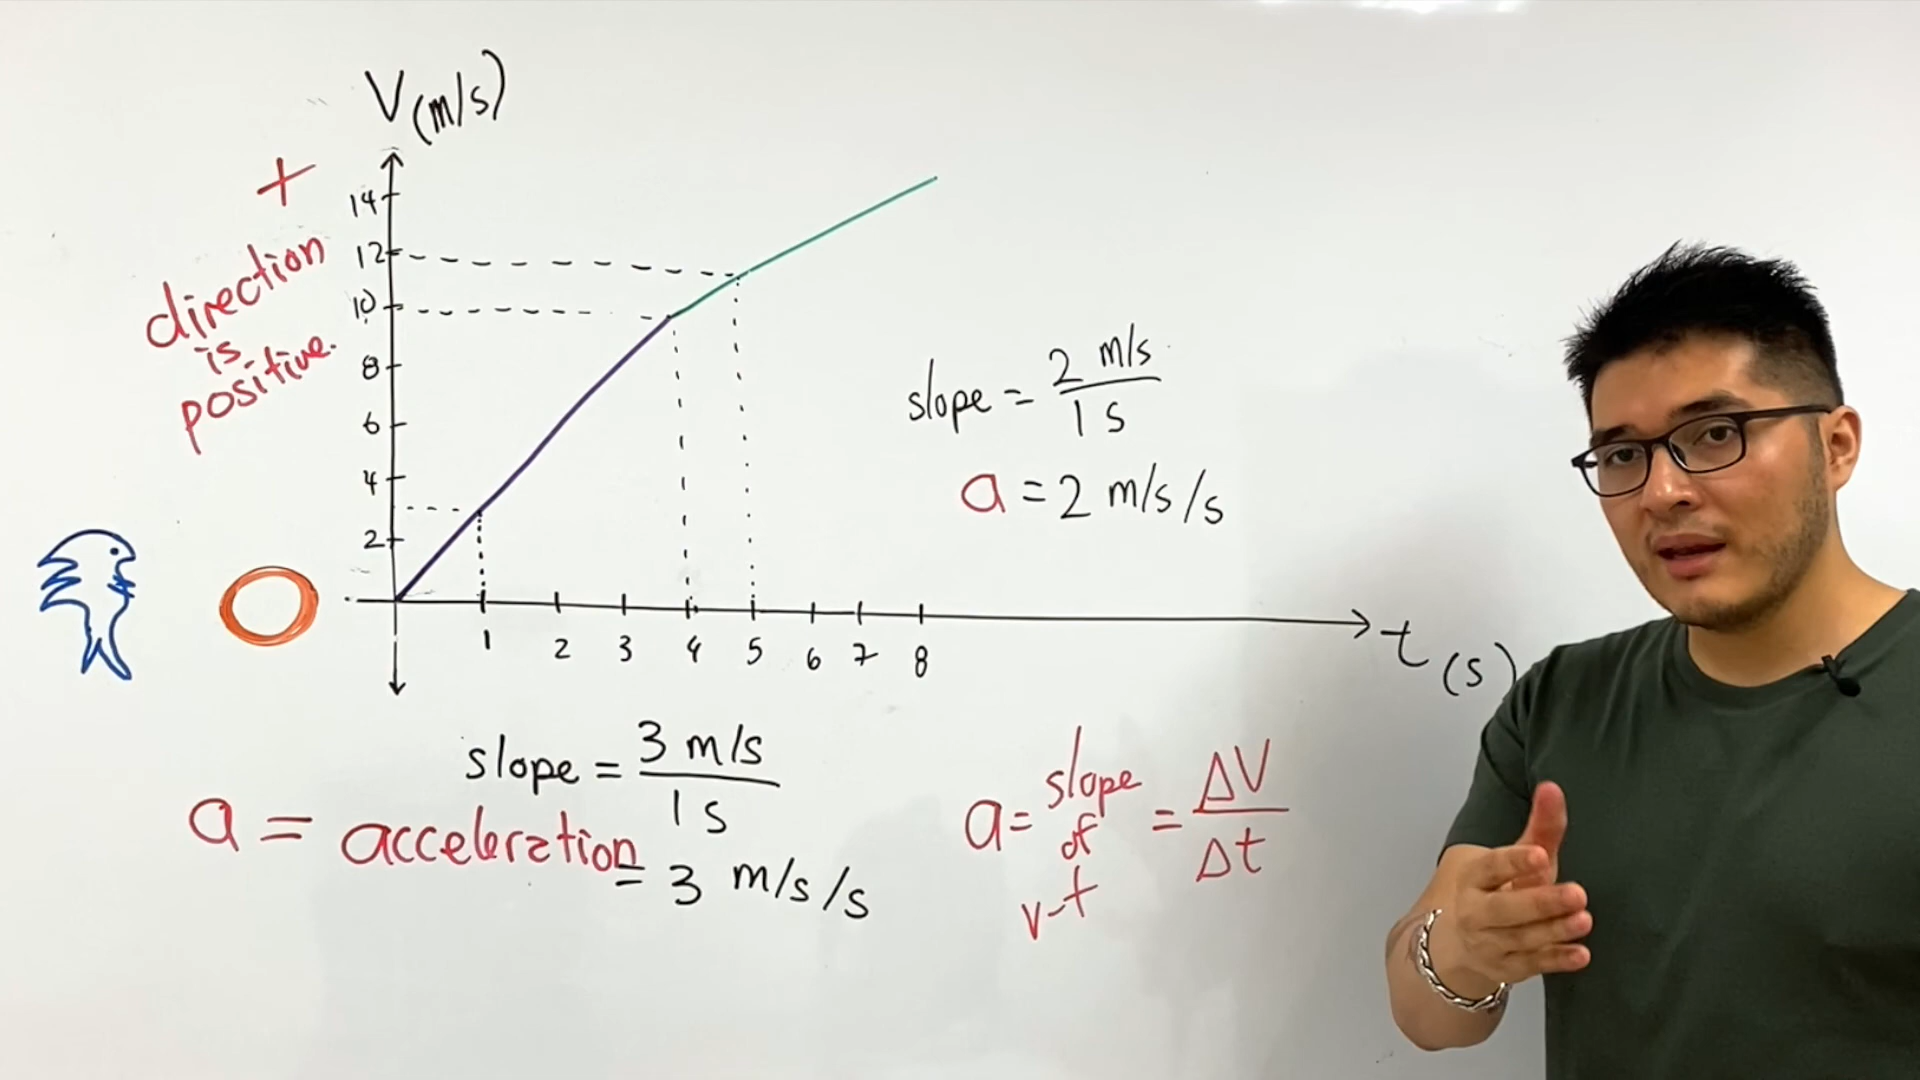 V(m/s)
+
direction
is
positive.
14
12
10
8
6
4
2
1 2 3 4 5 6 7 8
t(s)
slope = 2 m/s
1 s
a = 2 m/s/s
slope = 3 m/s
1 s
a = acceleration
= 3 m/s/s
a = slope
of
v-t
= ΔV
Δt